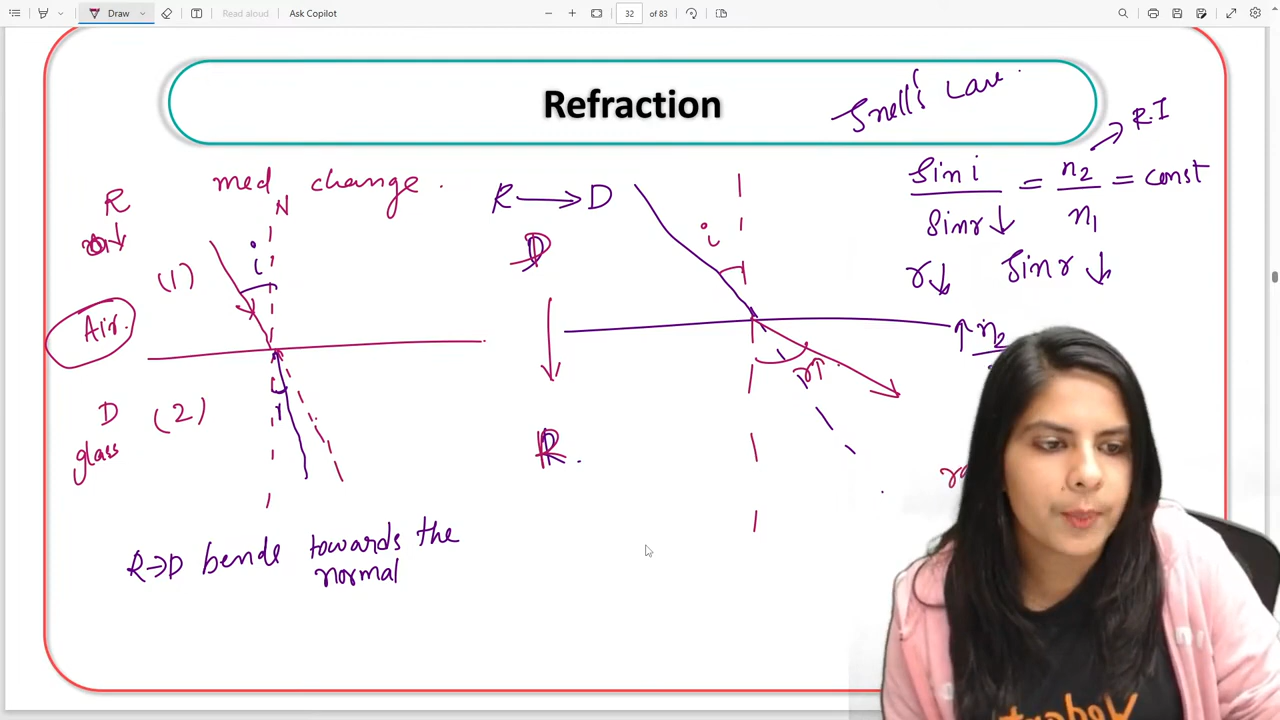 Draw
Read aloud
Ask Copilot
32 of 83
Refraction
Snell's Law
R.I
med change.
N
R
R → D
sin i / sin r ↓ = n2 / n1 = const
r ↓ sin r ↓
i
(1)
Air.
D
i
↑ n2
r↑
D (2)
glass
R.
R→D bends towards the
normal